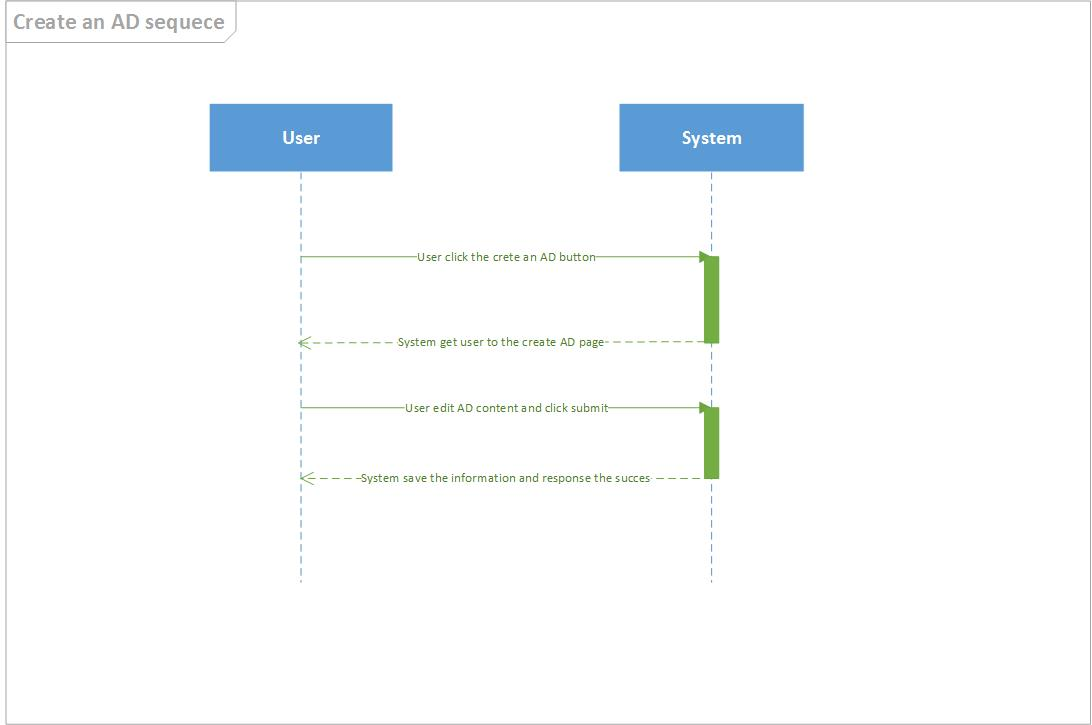 Create an AD sequece
User
System
User click the crete an AD button
System get user to the create AD page
User edit AD content and click submit
System save the information and response the succes